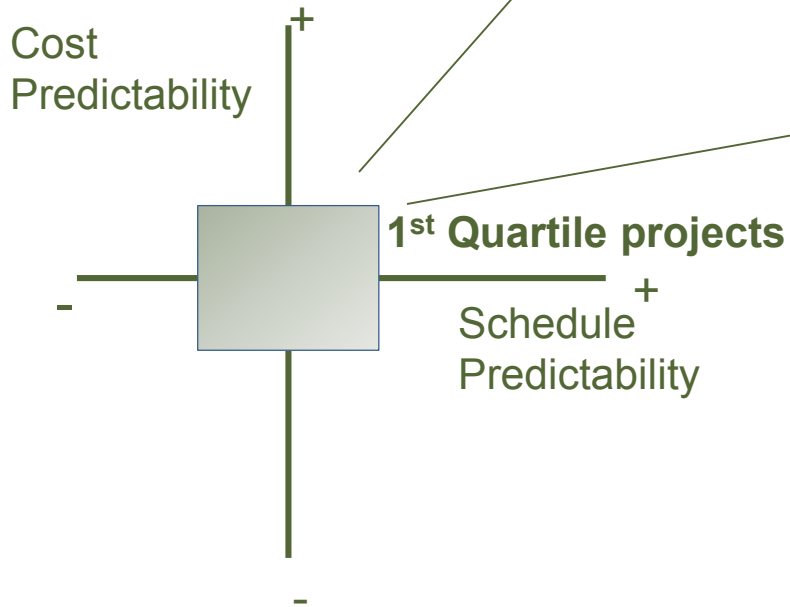 +
Cost
Predictability
1st Quartile projects
-
+
Schedule
Predictability
-